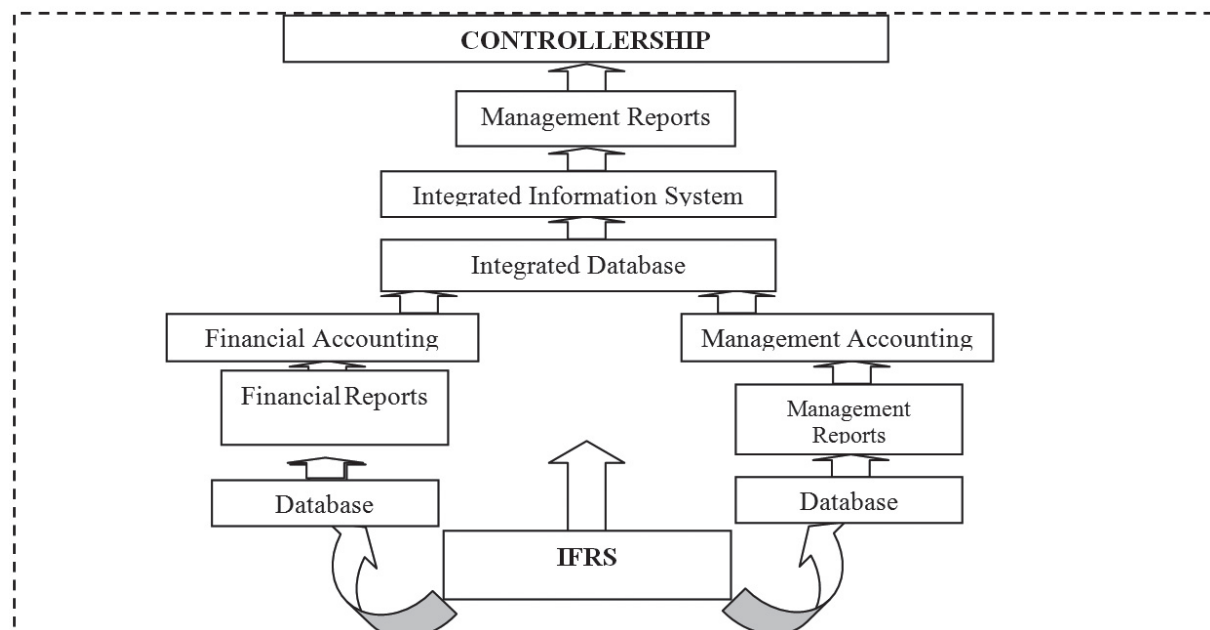 CONTROLLERSHIP
Management Reports
Integrated Information System
Integrated Database
Financial Accounting
Management Accounting
Financial Reports
Management
Reports
Database
Database
IFRS